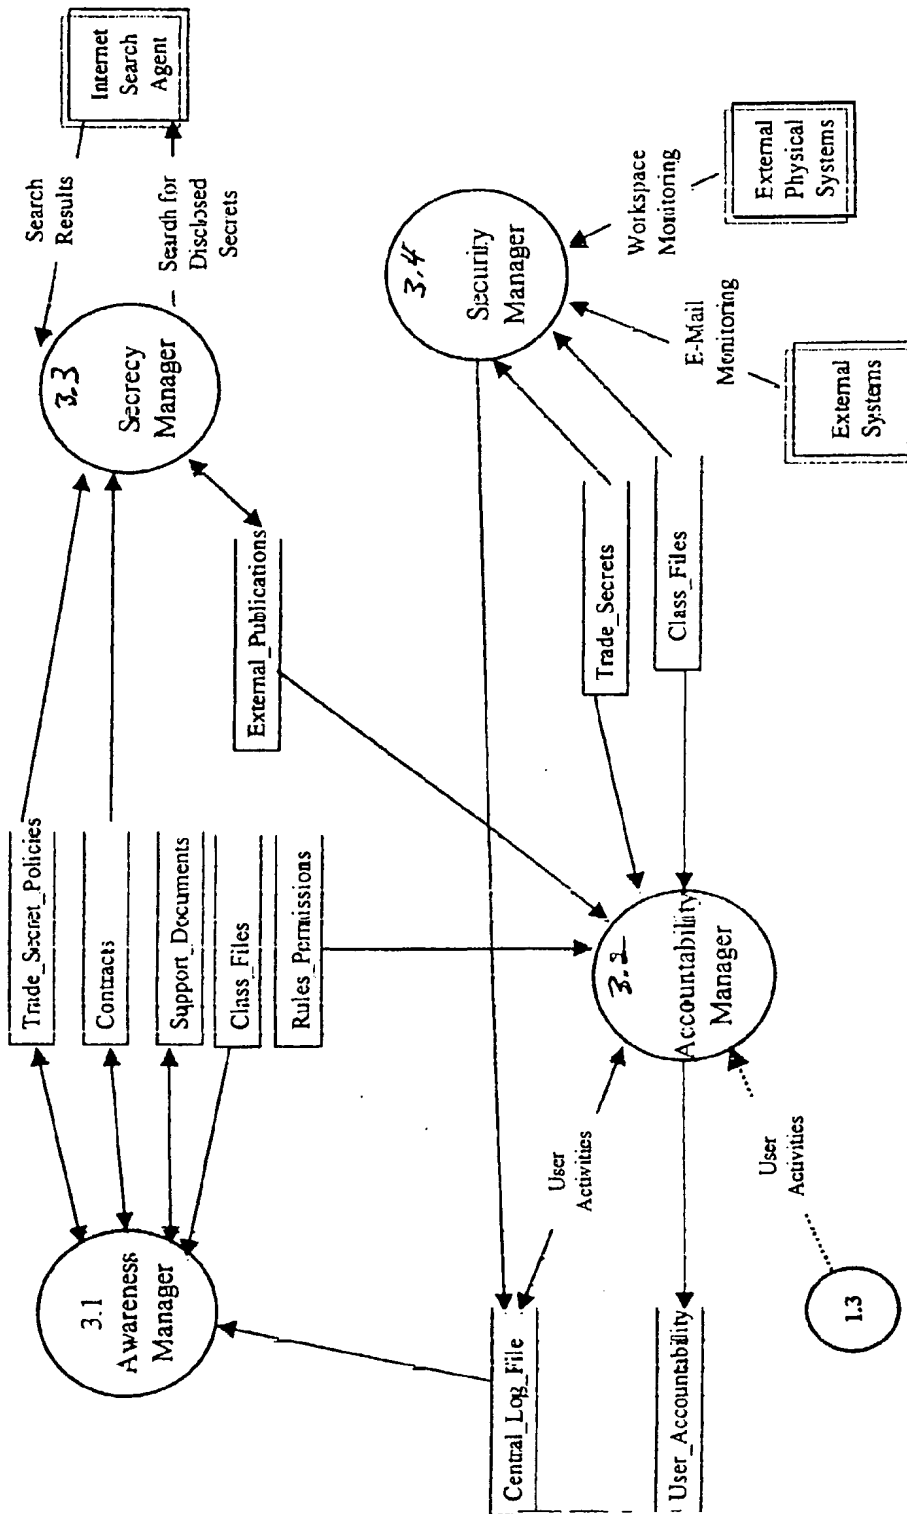 3.1
Awareness
Manager
Trade_Secret_Policies
Contracts
Support_Documents
Class_Files
Rules_Permissions
3.3
Secrecy
Manager
Search
Results
Search for
Disclosed
Secrets
Internet
Search
Agent
External_Publications
Central_Log_File
User
Activities
3.2
Accountability
Manager
User_Accountability
User
Activities
1.3
Trade_Secrets
Class_Files
3.4
Security
Manager
E-Mail
Monitoring
Workspace
Monitoring
External
Systems
External
Physical
Systems